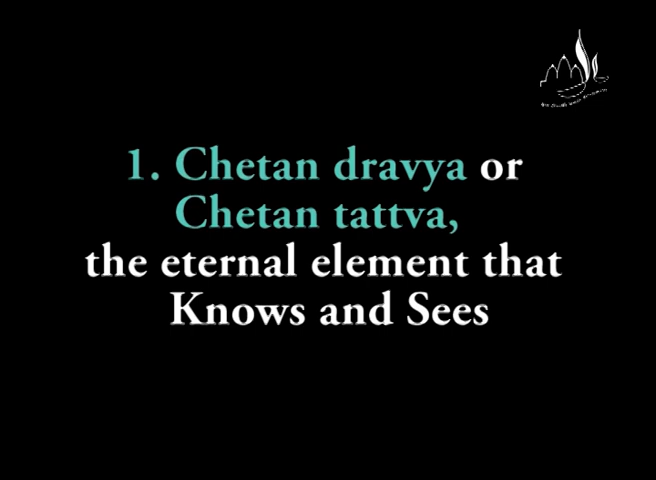 1. Chetan dravya or
Chetan tattva,
the eternal element that
Knows and Sees